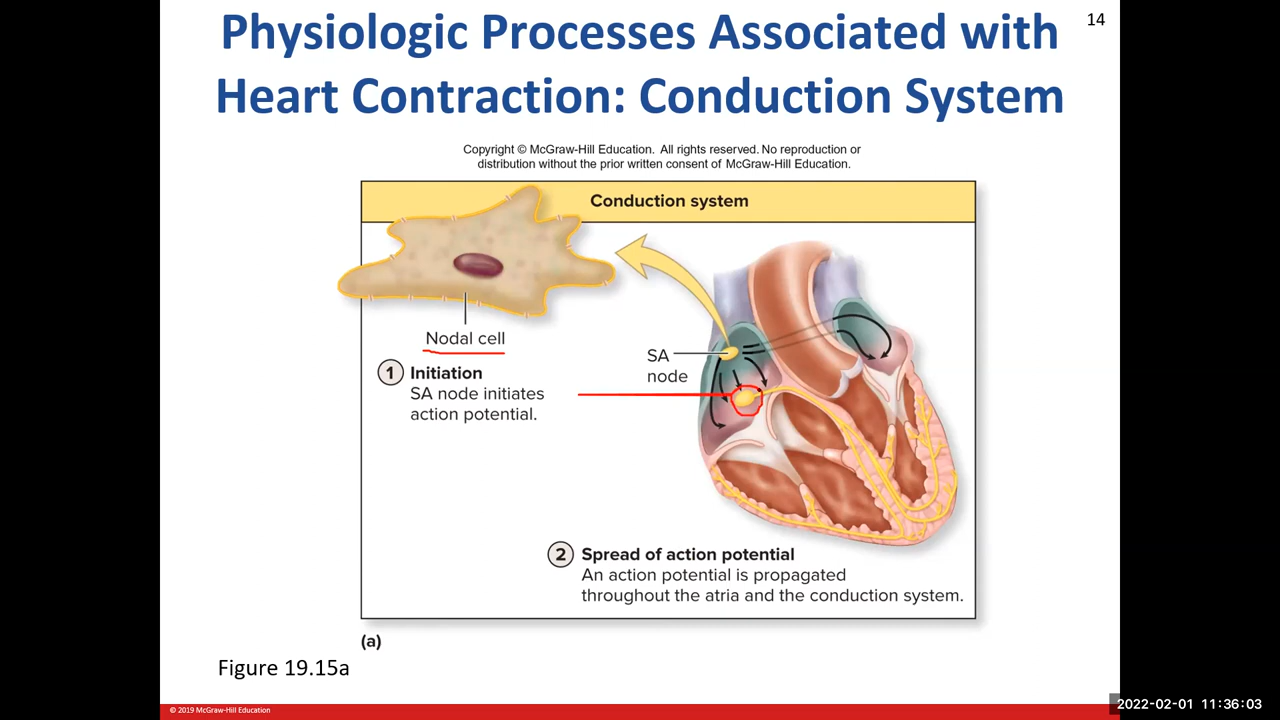 Physiologic Processes Associated with
Heart Contraction: Conduction System
14
Copyright © McGraw-Hill Education. All rights reserved. No reproduction or
distribution without the prior written consent of McGraw-Hill Education.
Conduction system
Nodal cell
1 Initiation
SA node initiates
action potential.
SA
node
2 Spread of action potential
An action potential is propagated
throughout the atria and the conduction system.
(a)
Figure 19.15a
© 2019 McGraw-Hill Education
2022-02-01 11:36:03